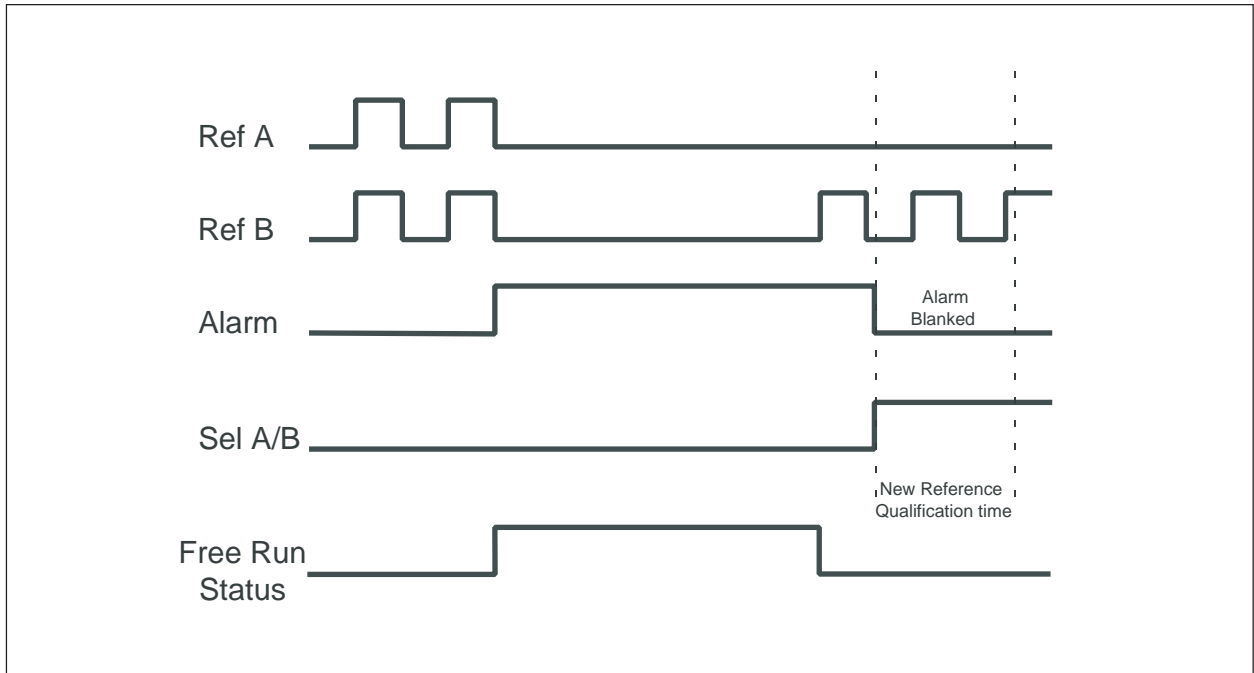 Ref A
Ref B
Alarm
Alarm
Blanked
Sel A/B
New Reference
Qualification time
Free Run
Status